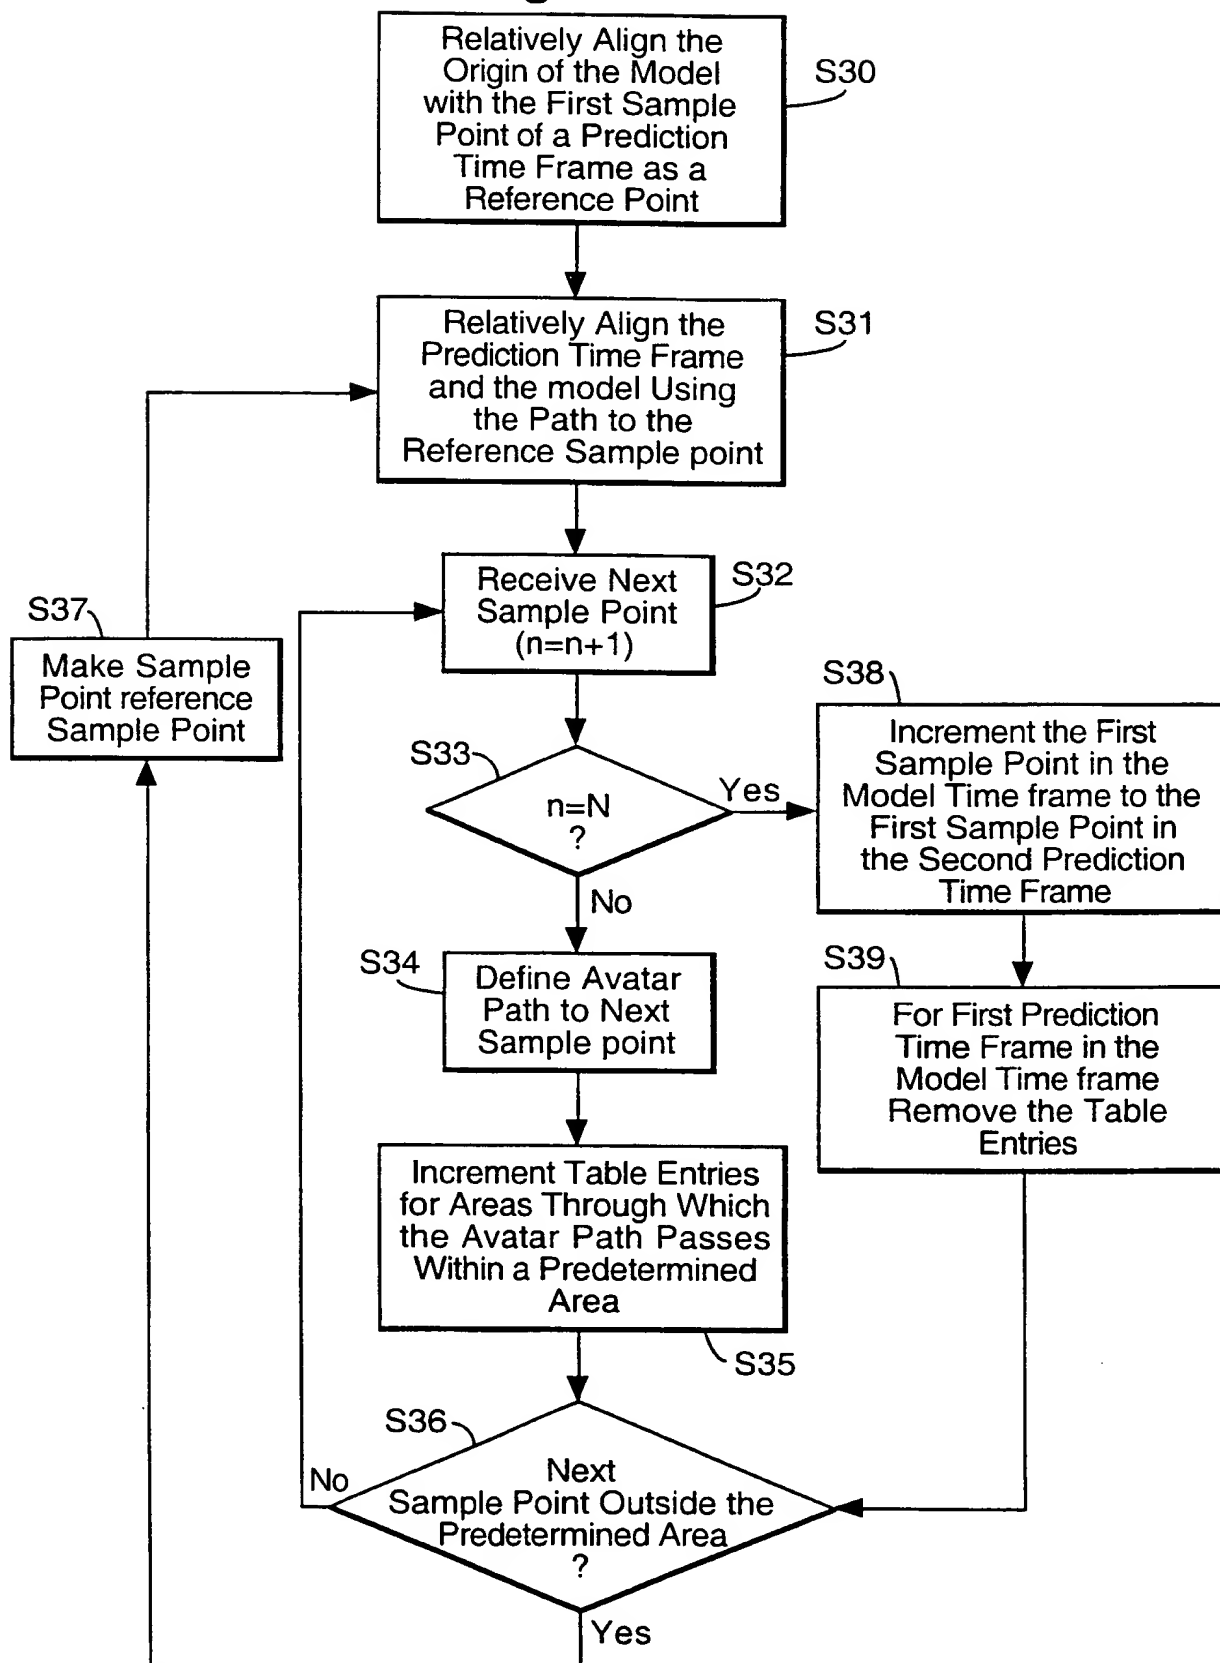 Relatively Align the
Origin of the Model
with the First Sample
Point of a Prediction
Time Frame as a
Reference Point
S30
Relatively Align the
Prediction Time Frame
and the model Using
the Path to the
Reference Sample point
S31
Receive Next
Sample Point
(n=n+1)
S32
S37
Make Sample
Point reference
Sample Point
S33
n=N
?
Yes
No
S38
Increment the First
Sample Point in the
Model Time frame to the
First Sample Point in
the Second Prediction
Time Frame
S34
Define Avatar
Path to Next
Sample point
S39
For First Prediction
Time Frame in the
Model Time frame
Remove the Table
Entries
Increment Table Entries
for Areas Through Which
the Avatar Path Passes
Within a Predetermined
Area
S35
S36
No
Next
Sample Point Outside the
Predetermined Area
?
Yes